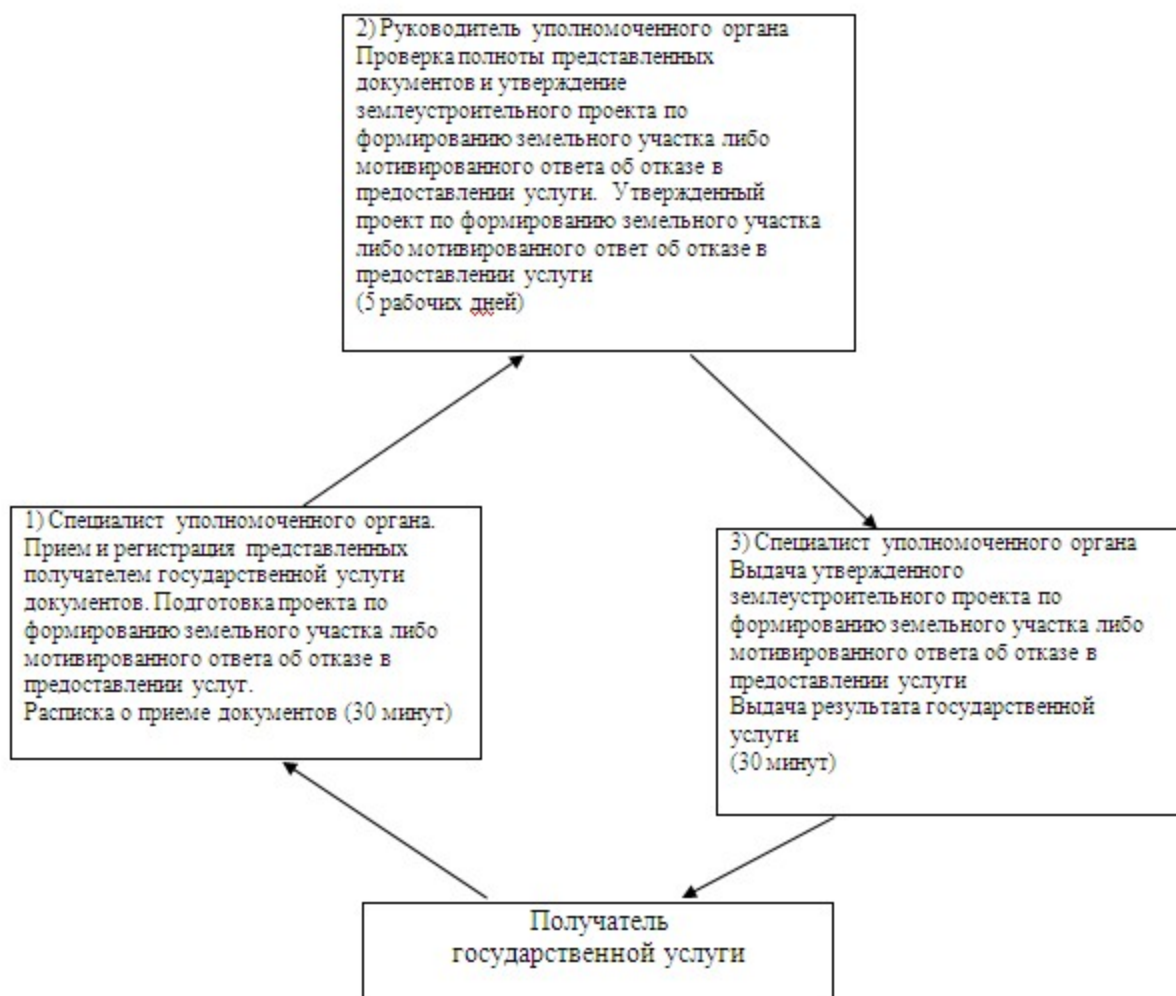 2) Руководитель уполномоченного органа
Проверка полноты представленных
документов и утверждение
землеустроительного проекта по
формированию земельного участка либо
мотивированного ответа об отказе в
предоставлении услуги. Утвержденный
проект по формированию земельного участка
либо мотивированного ответ об отказе в
предоставлении услуги
(5 рабочих дней)
1) Специалист уполномоченного органа.
Прием и регистрация представленных
получателем государственной услуги
документов. Подготовка проекта по
формированию земельного участка либо
мотивированного ответа об отказе в
предоставлении услуг.
Расписка о приеме документов (30 минут)
3) Специалист уполномоченного органа
Выдача утвержденного
землеустроительного проекта по
формированию земельного участка либо
мотивированного ответа об отказе в
предоставлении услуги
Выдача результата государственной
услуги
(30 минут)
Получатель
государственной услуги